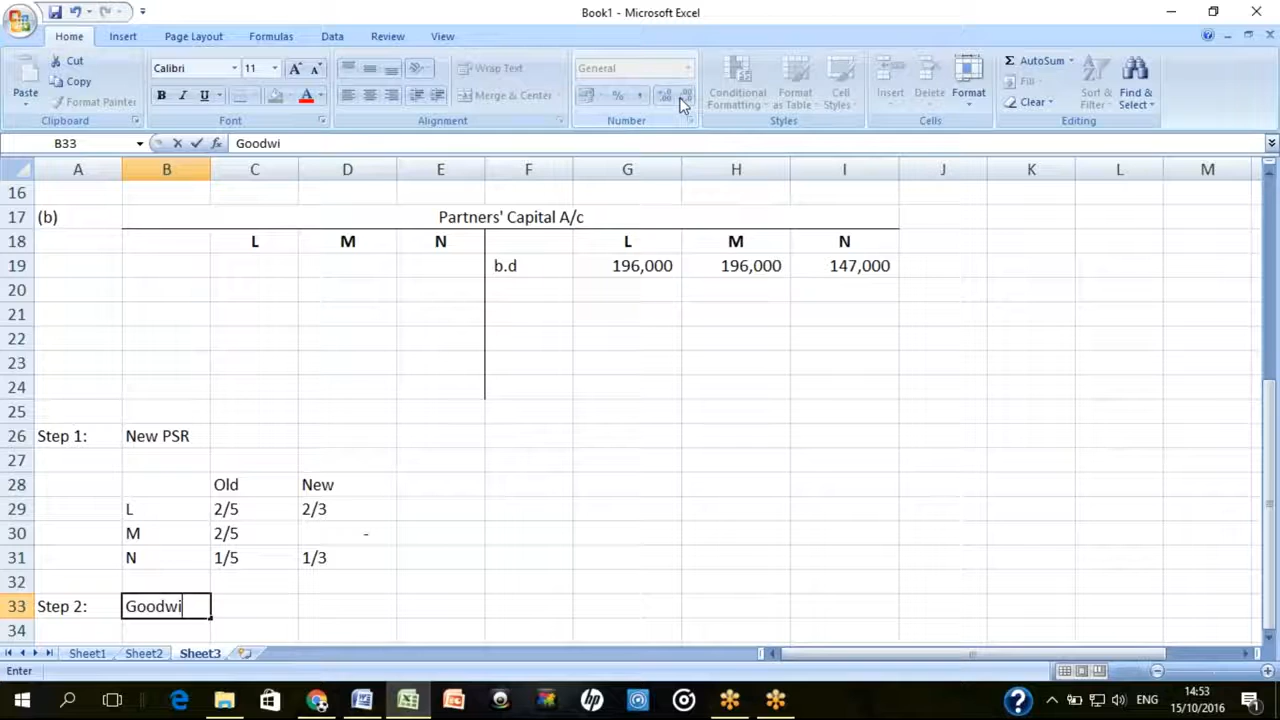 Book1 - Microsoft Excel
Home Insert Page Layout Formulas Data Review View
Cut
Copy
Format Painter
Paste
Clipboard
Calibri 11
B I U
Font
Wrap Text
Merge & Center
Alignment
General
%
Number
Conditional Formatting
Format as Table
Cell Styles
Styles
Insert Delete Format
Cells
AutoSum
Fill
Clear
Sort & Filter
Find & Select
Editing
B33 fx Goodwi
A B C D E F G H I J K L M
16
17 (b) Partners' Capital A/c
18 L M N L M N
19 b.d 196,000 196,000 147,000
20
21
22
23
24
25
26 Step 1: New PSR
27
28 Old New
29 L 2/5 2/3
30 M 2/5 -
31 N 1/5 1/3
32
33 Step 2: Goodwi
34
Sheet1 Sheet2 Sheet3
Enter
ENG
14:53
15/10/2016